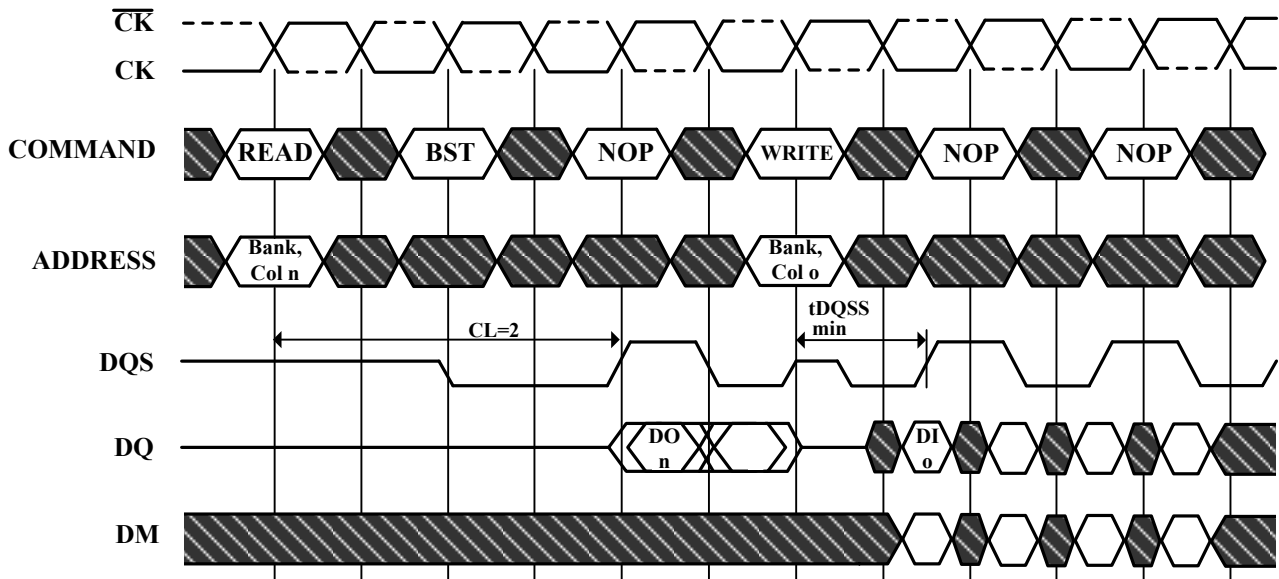 CK
CK
COMMAND READ BST NOP WRITE NOP NOP
ADDRESS Bank, Col n Bank, Col o
CL=2 tDQSS min
DQS
DQ DO n DI o
DM